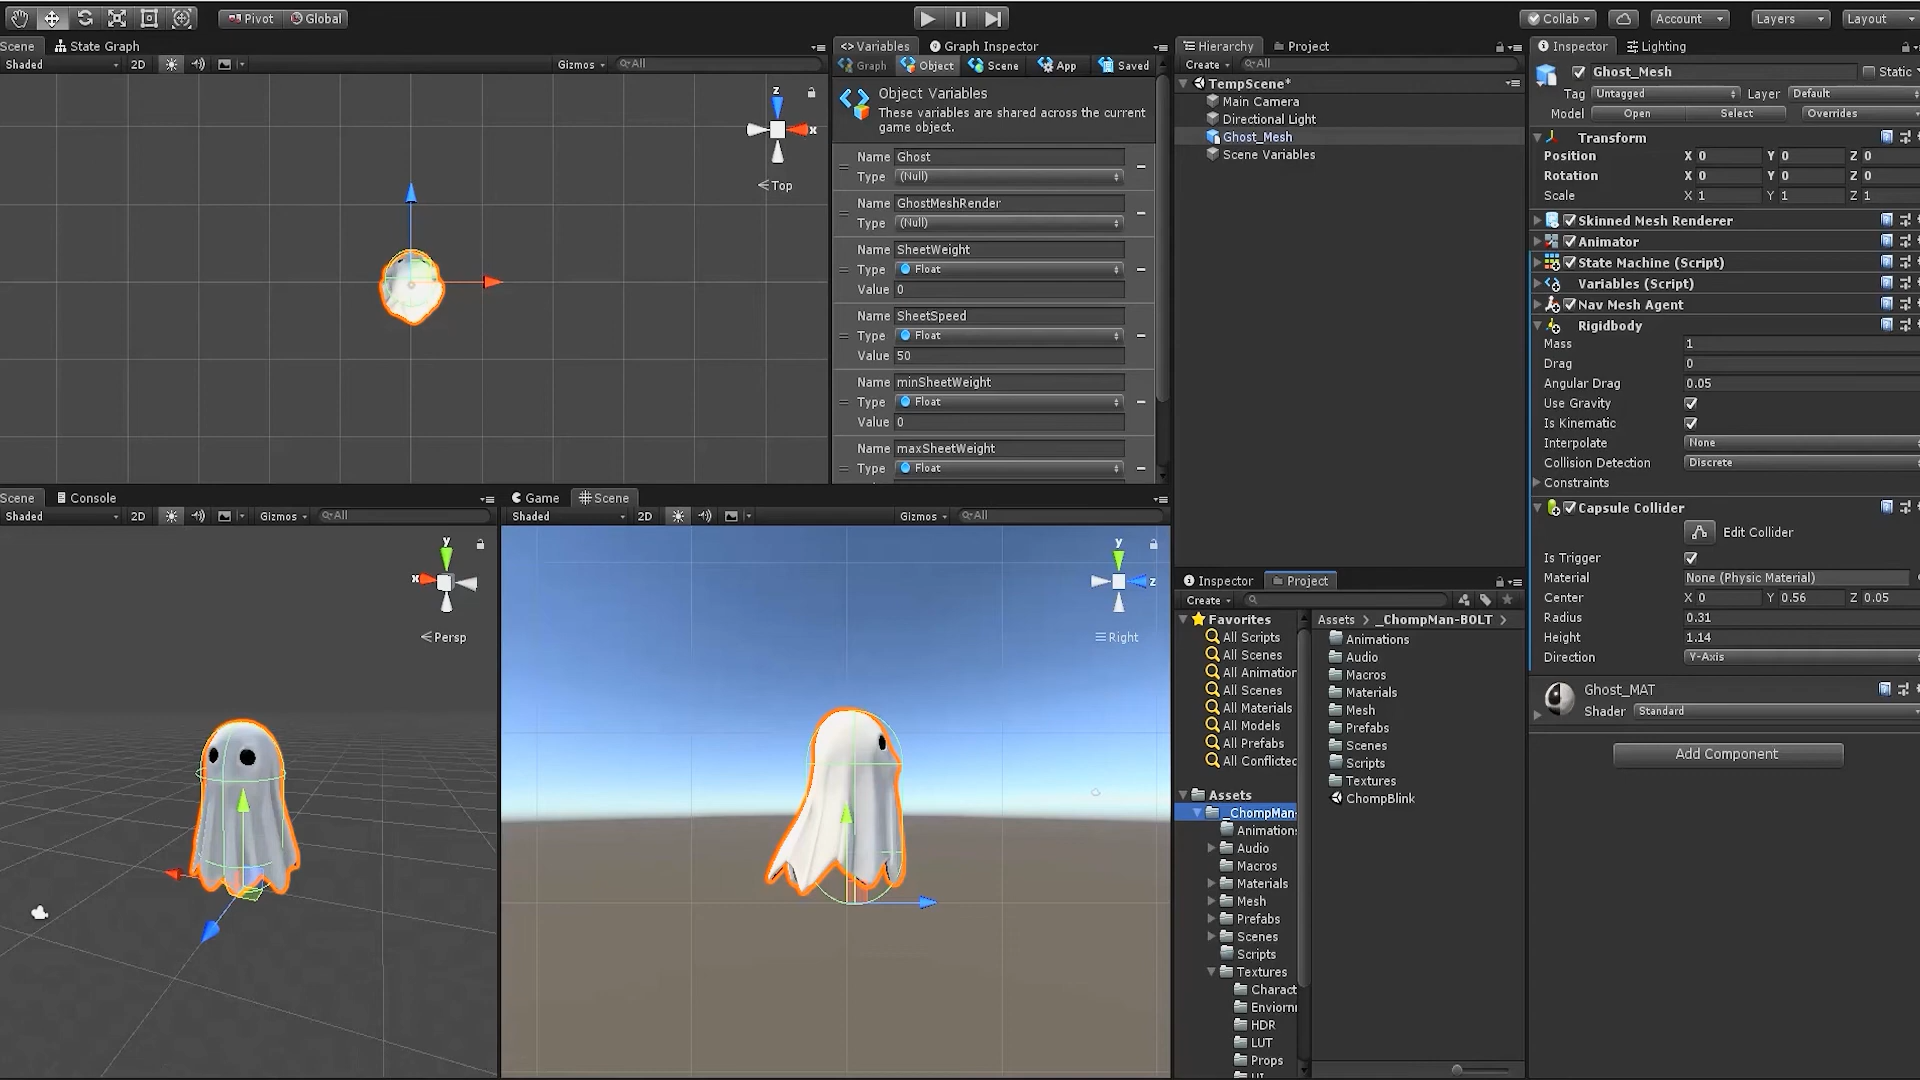 Pivot Global
Collab Account Layers Layout
Scene State Graph
Shaded 2D Gizmos All
Variables Graph Inspector
Graph Object Scene App Saved
Object Variables
These variables are shared across the current
game object.
Name Ghost
Type (Null)
Name GhostMeshRender
Type (Null)
Name SheetWeight
Type Float
Value 0
Name SheetSpeed
Type Float
Value 50
Name minSheetWeight
Type Float
Value 0
Name maxSheetWeight
Type Float
z
x
Top
Hierarchy Project
Create All
TempScene*
Main Camera
Directional Light
Ghost_Mesh
Scene Variables
Inspector Lighting
Ghost_Mesh Static
Tag Untagged Layer Default
Model Open Select Overrides
Transform
Position X 0 Y 0 Z 0
Rotation X 0 Y 0 Z 0
Scale X 1 Y 1 Z 1
Skinned Mesh Renderer
Animator
State Machine (Script)
Variables (Script)
Nav Mesh Agent
Rigidbody
Mass 1
Drag 0
Angular Drag 0.05
Use Gravity
Is Kinematic
Interpolate None
Collision Detection Discrete
Constraints
Capsule Collider
Edit Collider
Is Trigger
Material None (Physic Material)
Center X 0 Y 0.56 Z 0.05
Radius 0.31
Height 1.14
Direction Y-Axis
Ghost_MAT
Shader Standard
Add Component
Scene Console
Shaded 2D Gizmos All
y
x
Persp
Game Scene
Shaded 2D Gizmos All
y
z
Right
Inspector Project
Create
Favorites
All Scripts
All Scenes
All Animation
All Scenes
All Materials
All Models
All Prefabs
All Conflicted
Assets
_ChompMan-
Animations
Audio
Macros
Materials
Mesh
Prefabs
Scenes
Scripts
Textures
Charact
Enviorn
HDR
LUT
Props
Assets _ChompMan-BOLT
Animations
Audio
Macros
Materials
Mesh
Prefabs
Scenes
Scripts
Textures
ChompBlink